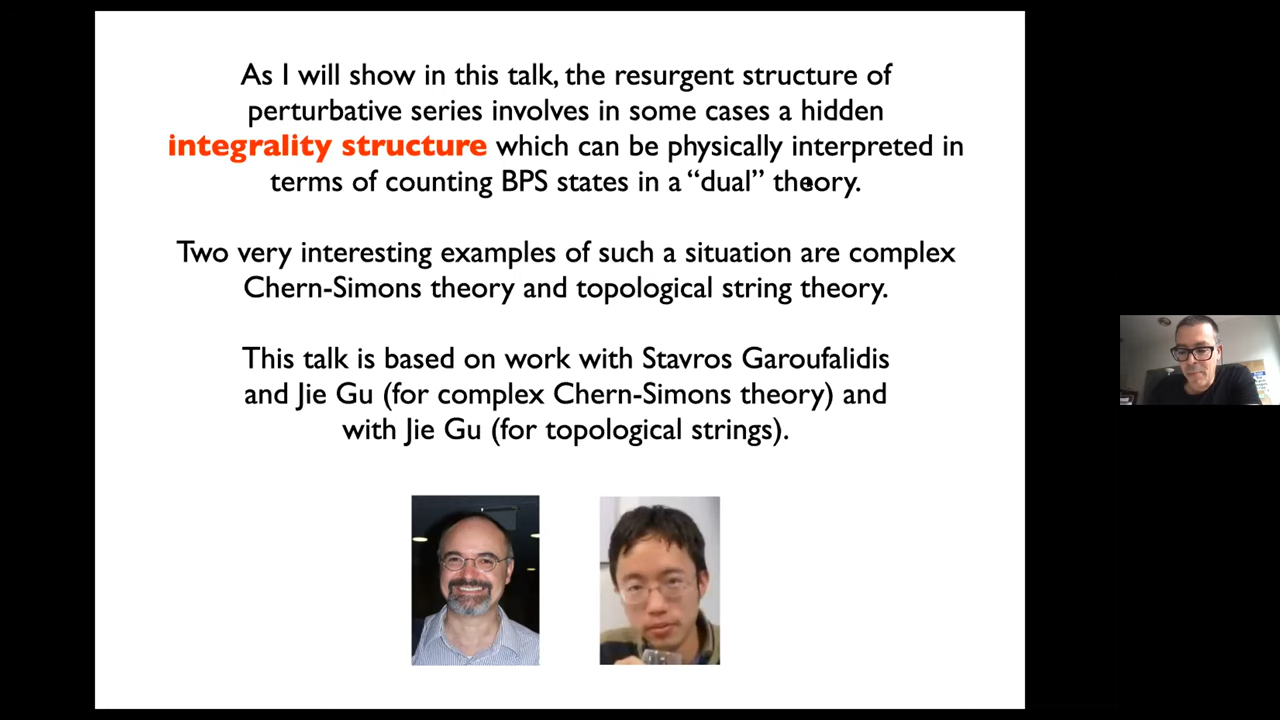 As I will show in this talk, the resurgent structure of
perturbative series involves in some cases a hidden
integrality structure which can be physically interpreted in
terms of counting BPS states in a “dual” theory.
Two very interesting examples of such a situation are complex
Chern-Simons theory and topological string theory.
This talk is based on work with Stavros Garoufalidis
and Jie Gu (for complex Chern-Simons theory) and
with Jie Gu (for topological strings).